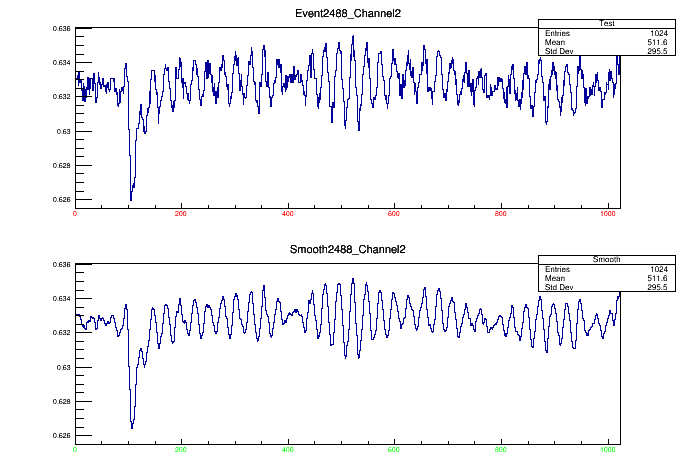 Event2488_Channel2
Test
Entries 1024
Mean 511.6
Std Dev 295.5
0.636
0.634
0.632
0.63
0.628
0.626
0 200 400 600 800 1000
Smooth2488_Channel2
Smooth
Entries 1024
Mean 511.6
Std Dev 295.5
0.636
0.634
0.632
0.63
0.628
0.626
0 200 400 600 800 1000